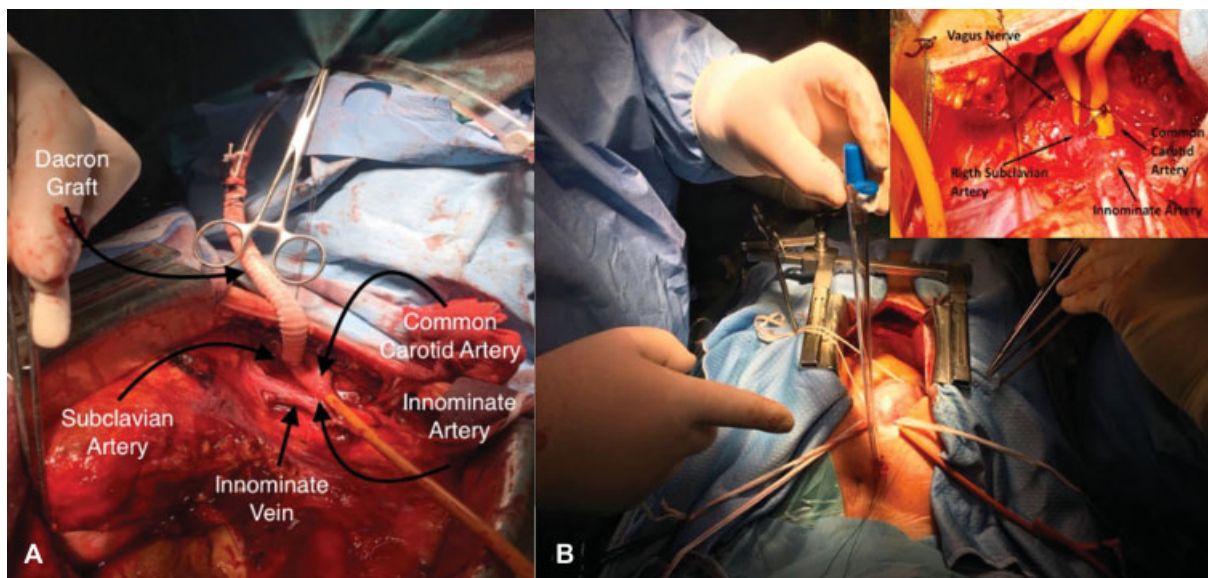 Dacron
Graft
Common
Carotid Artery
Subclavian
Artery
Innominate
Artery
Innominate
Vein
A
B
Vagus Nerve
Common
Carotid
Artery
Rigth Subclavian
Artery
Innominate Artery